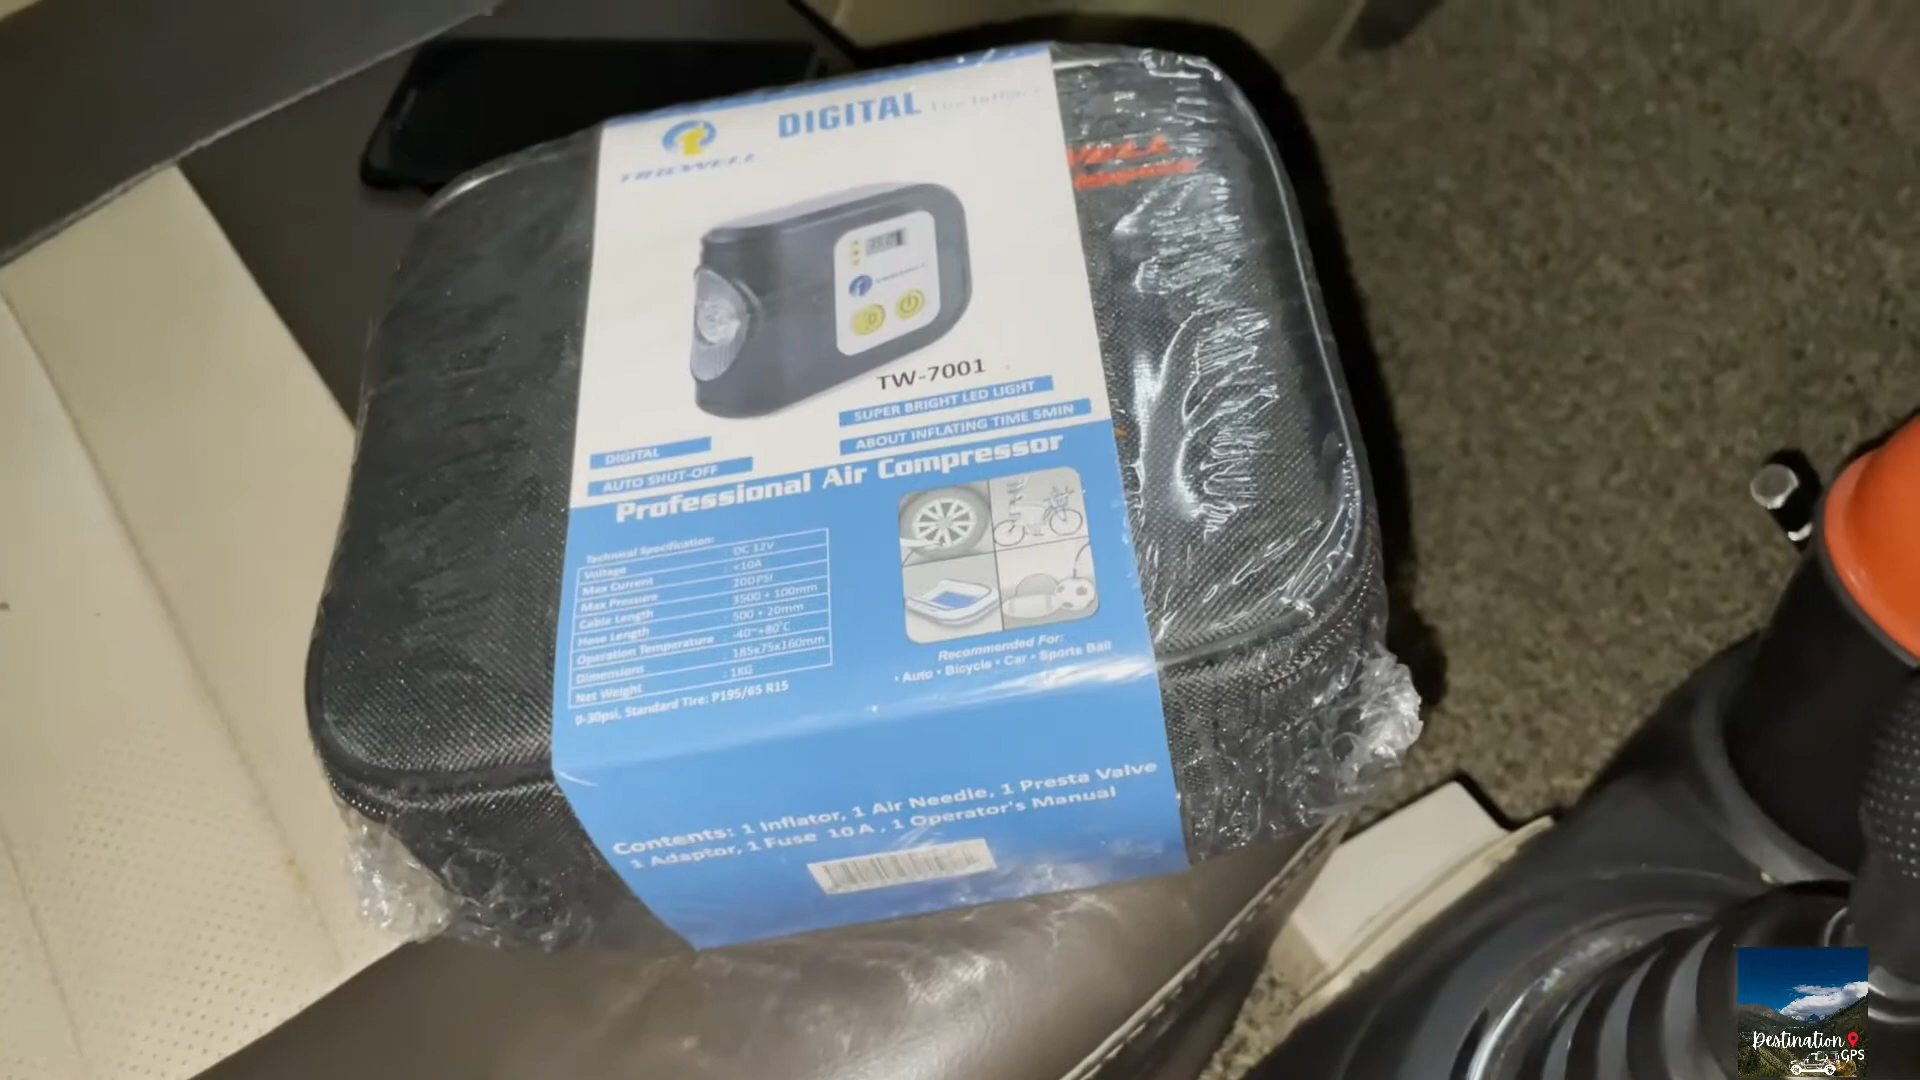 DIGITAL
TW-7001
SUPER BRIGHT LED LIGHT
ABOUT INFLATING TIME 5MIN
DIGITAL
AUTO SHUT-OFF
Professional Air Compressor
Technical Specification:
Voltage : DC 12V
Max Current : <10A
Max Pressure : 200PSI
Cable Length : 3500 + 100mm
Hose Length : 500 + 20mm
Operation Temperature : -40~+80°C
Dimensions : 185x75x160mm
Net Weight : 1KG
0-30psi, Standard Tire: P195/65 R15
Recommended For:
• Auto • Bicycle • Car • Sports Ball
Contents: 1 Inflator, 1 Air Needle, 1 Presta Valve
1 Adaptor, 1 Fuse 10 A , 1 Operator's Manual
Destination
GPS